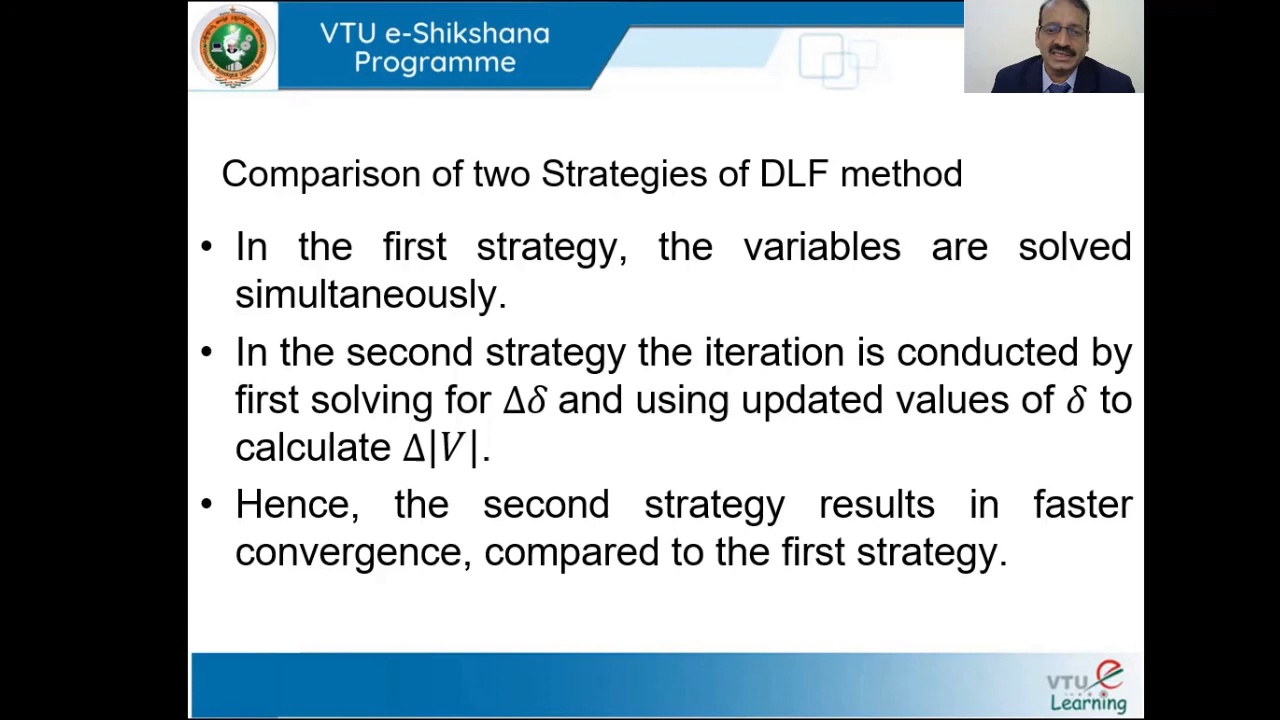 VTU e-Shikshana
Programme
Comparison of two Strategies of DLF method
• In the first strategy, the variables are solved
simultaneously.
• In the second strategy the iteration is conducted by
first solving for Δ𝛿 and using updated values of 𝛿 to
calculate Δ|𝑉|.
• Hence, the second strategy results in faster
convergence, compared to the first strategy.
VTU e
Learning